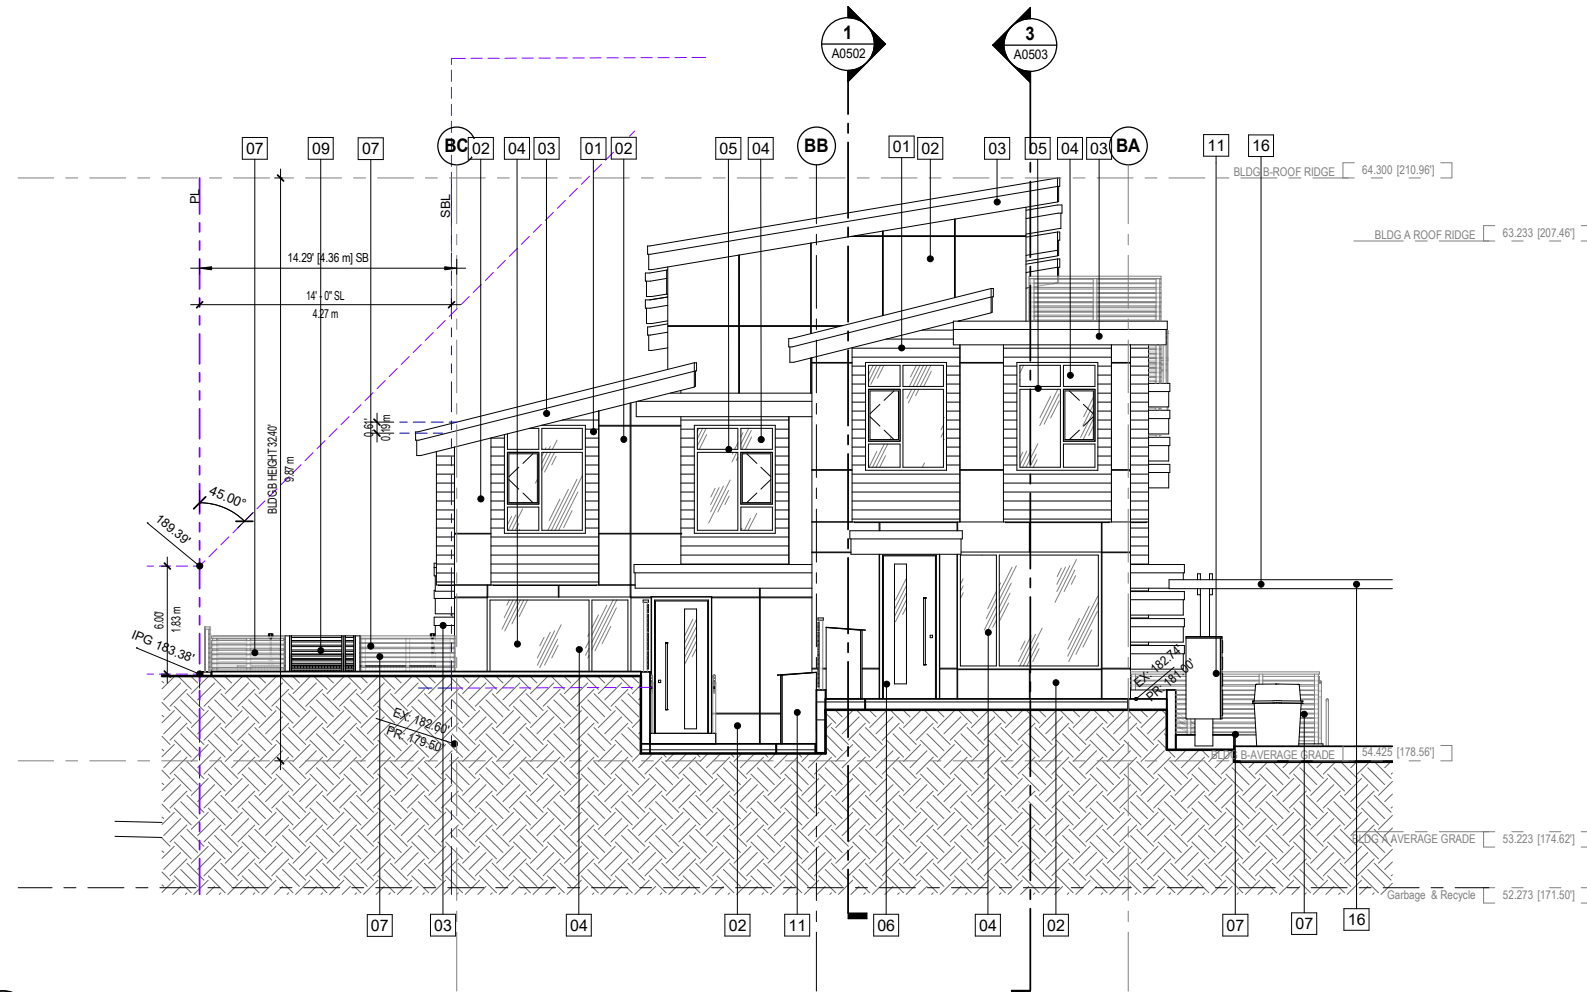 1
A0502
3
A0503
07
09
07
BC
02
04
03
01
02
05
04
BB
01
02
03
05
04
03
BA
11
16
BLDG B-ROOF RIDGE 64.300 [210.96']
PL
SBL
BLDG A ROOF RIDGE 63.233 [207.46']
14.29' [4.36 m] SB
14' - 0" SL
4.27 m
0.61'
0.19 m
BLDG.B HEIGHT 32.40'
9.87 m
45.00°
189.39'
6.00'
1.83 m
IPG 183.38'
EX: 182.74'
PR: 181.00'
EX: 182.60'
PR: 179.50'
BLDG B-AVERAGE GRADE 54.425 [178.56']
BLDG A AVERAGE GRADE 53.223 [174.62']
Garbage & Recycle 52.273 [171.50']
07
03
04
02
11
06
04
02
07
07
16